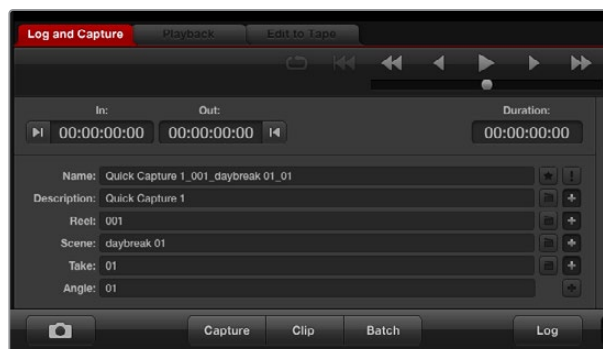 Log and Capture Playback Edit to Tape
In: Out: Duration:
00:00:00:00 00:00:00:00 00:00:00:00
Name: Quick Capture 1_001_daybreak 01_01
Description: Quick Capture 1
Reel: 001
Scene: daybreak 01
Take: 01
Angle: 01
Capture Clip Batch Log